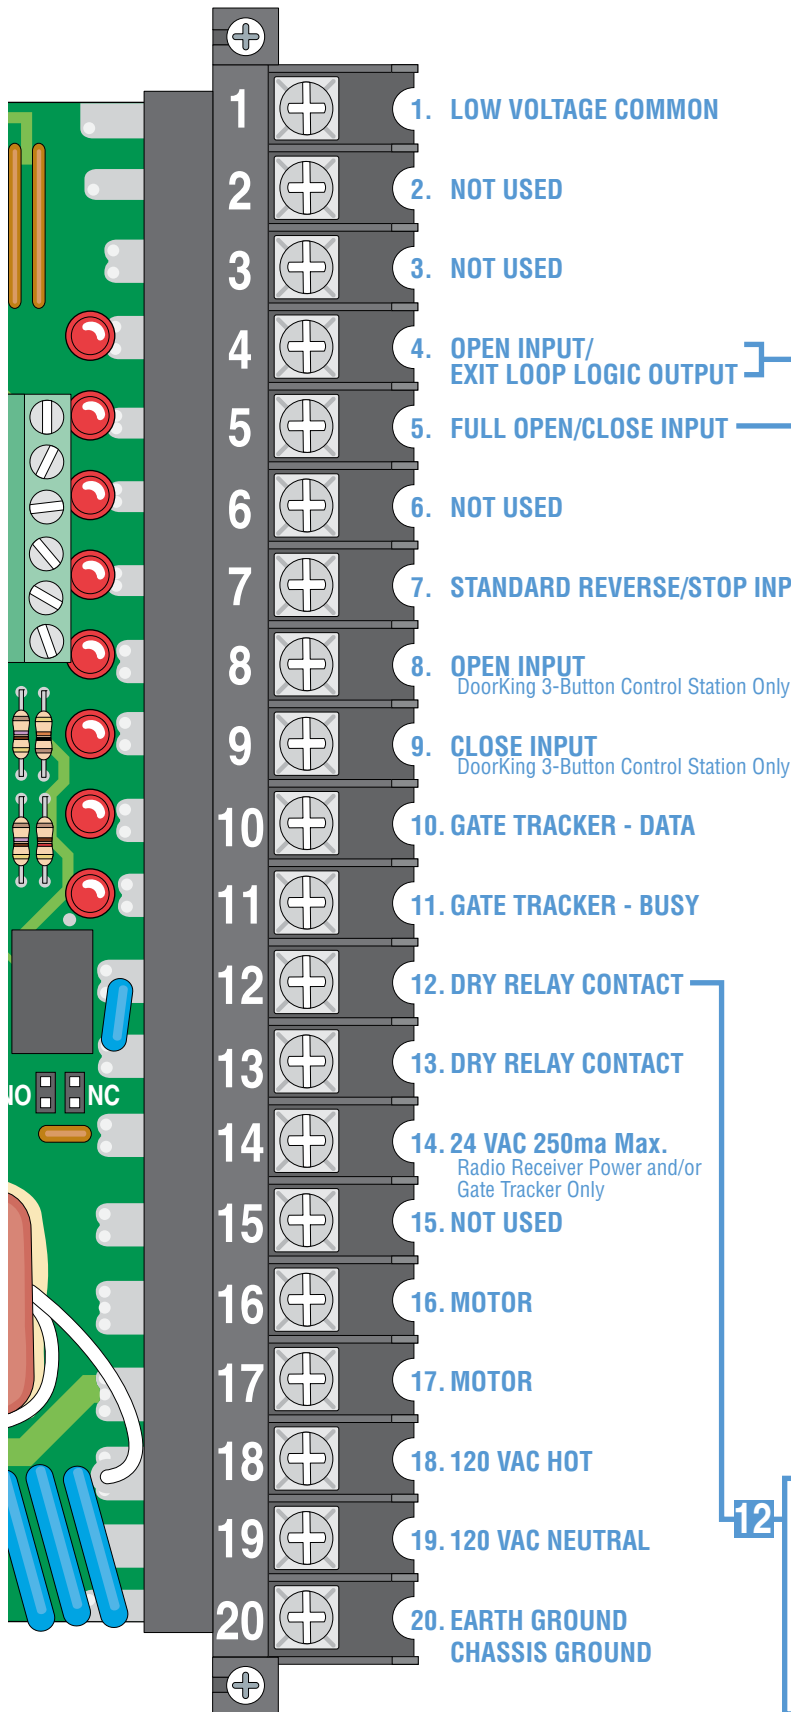 1
1. LOW VOLTAGE COMMON
2
2. NOT USED
3
3. NOT USED
4
4. OPEN INPUT/
EXIT LOOP LOGIC OUTPUT
5
5. FULL OPEN/CLOSE INPUT
6
6. NOT USED
7
7. STANDARD REVERSE/STOP INP
8
8. OPEN INPUT
DoorKing 3-Button Control Station Only
9
9. CLOSE INPUT
DoorKing 3-Button Control Station Only
10
10. GATE TRACKER - DATA
11
11. GATE TRACKER - BUSY
12
12. DRY RELAY CONTACT
13
13. DRY RELAY CONTACT
NO NC
14
14. 24 VAC 250ma Max.
Radio Receiver Power and/or
Gate Tracker Only
15
15. NOT USED
16
16. MOTOR
17
17. MOTOR
18
18. 120 VAC HOT
12
19
19. 120 VAC NEUTRAL
20
20. EARTH GROUND
CHASSIS GROUND